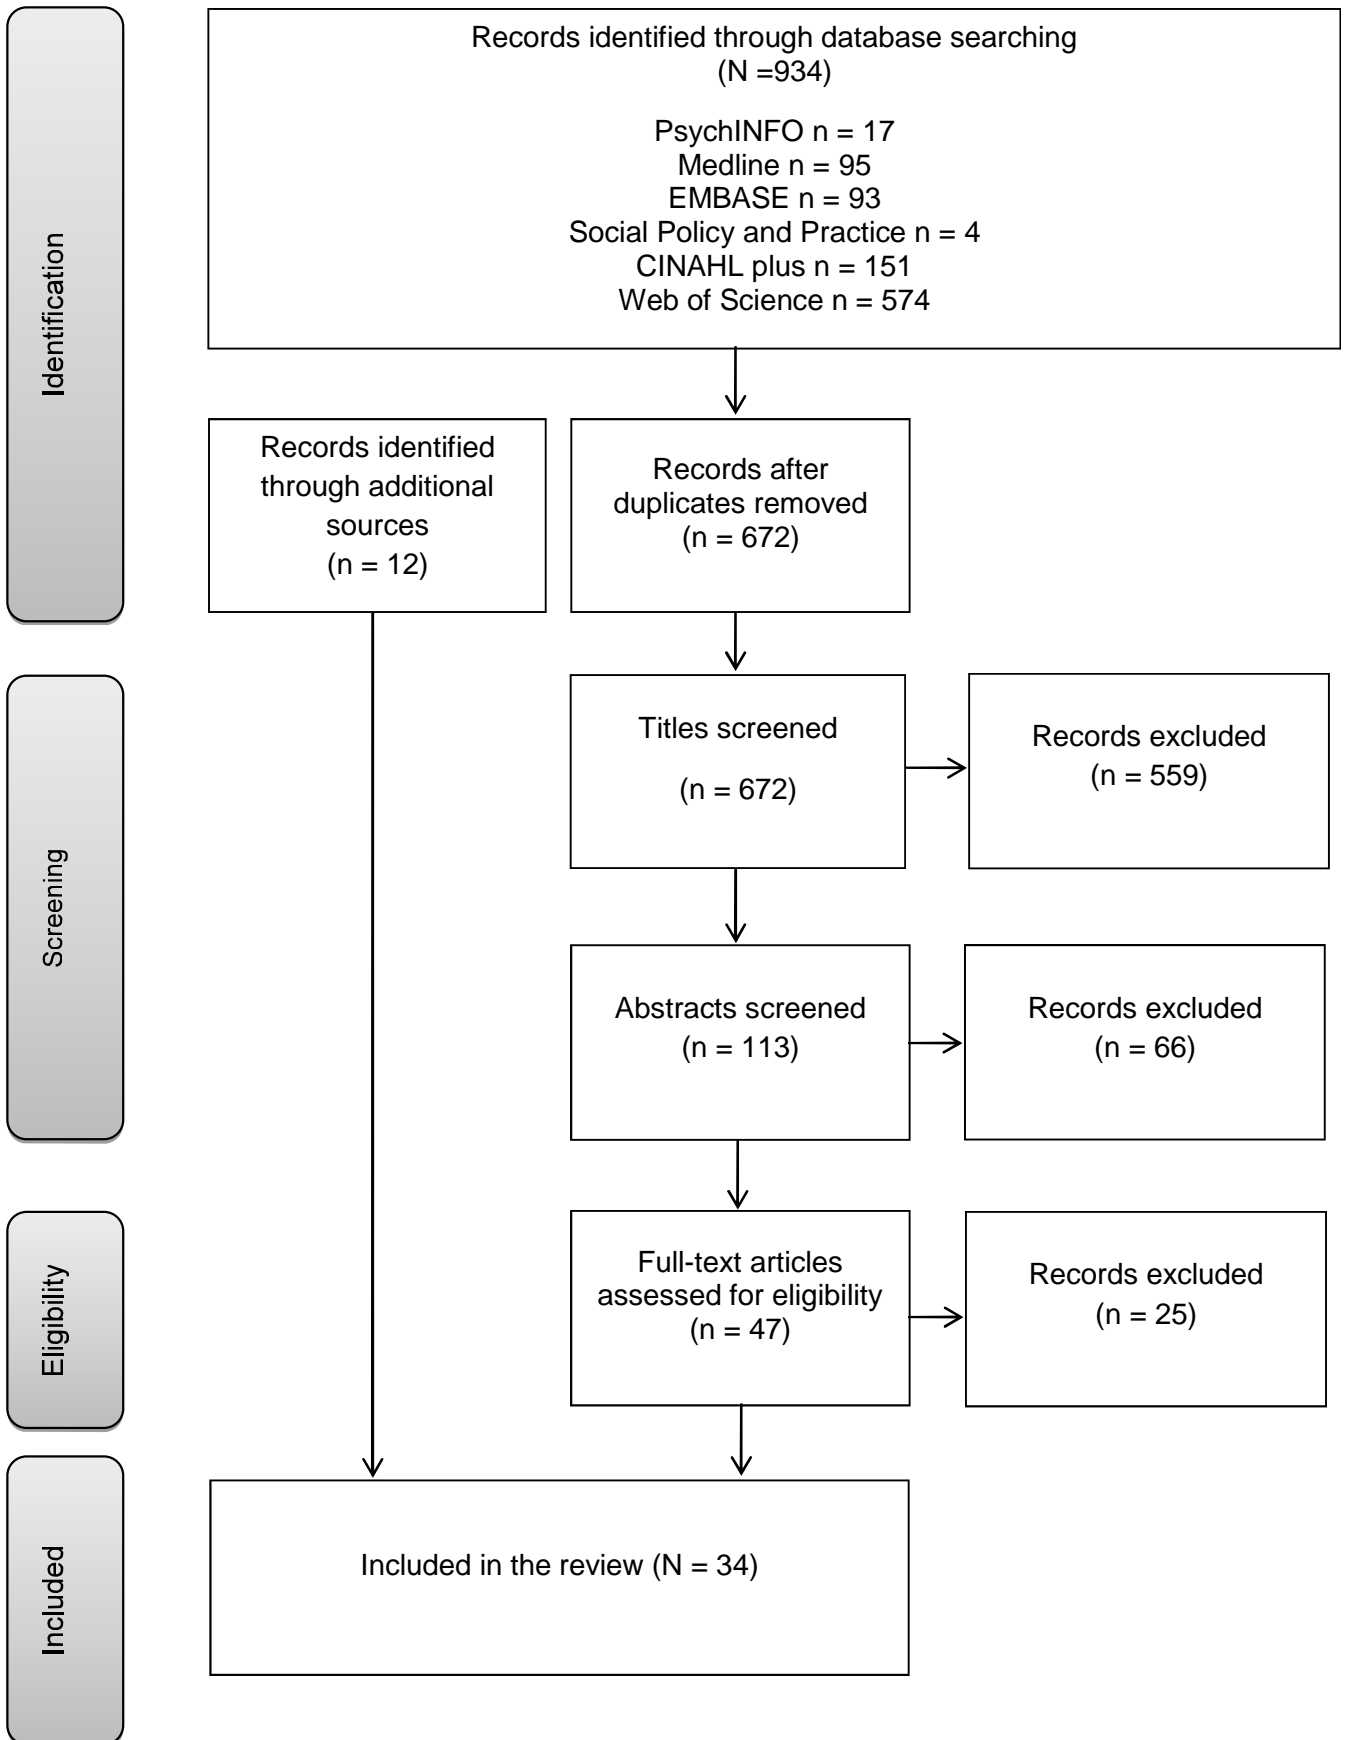 Identification
Records identified through database searching
(N =934)
PsychINFO n = 17
Medline n = 95
EMBASE n = 93
Social Policy and Practice n = 4
CINAHL plus n = 151
Web of Science n = 574
Records identified
through additional
sources
(n = 12)
Records after
duplicates removed
(n = 672)
Screening
Titles screened
(n = 672)
Records excluded
(n = 559)
Abstracts screened
(n = 113)
Records excluded
(n = 66)
Eligibility
Full-text articles
assessed for eligibility
(n = 47)
Records excluded
(n = 25)
Included
Included in the review (N = 34)